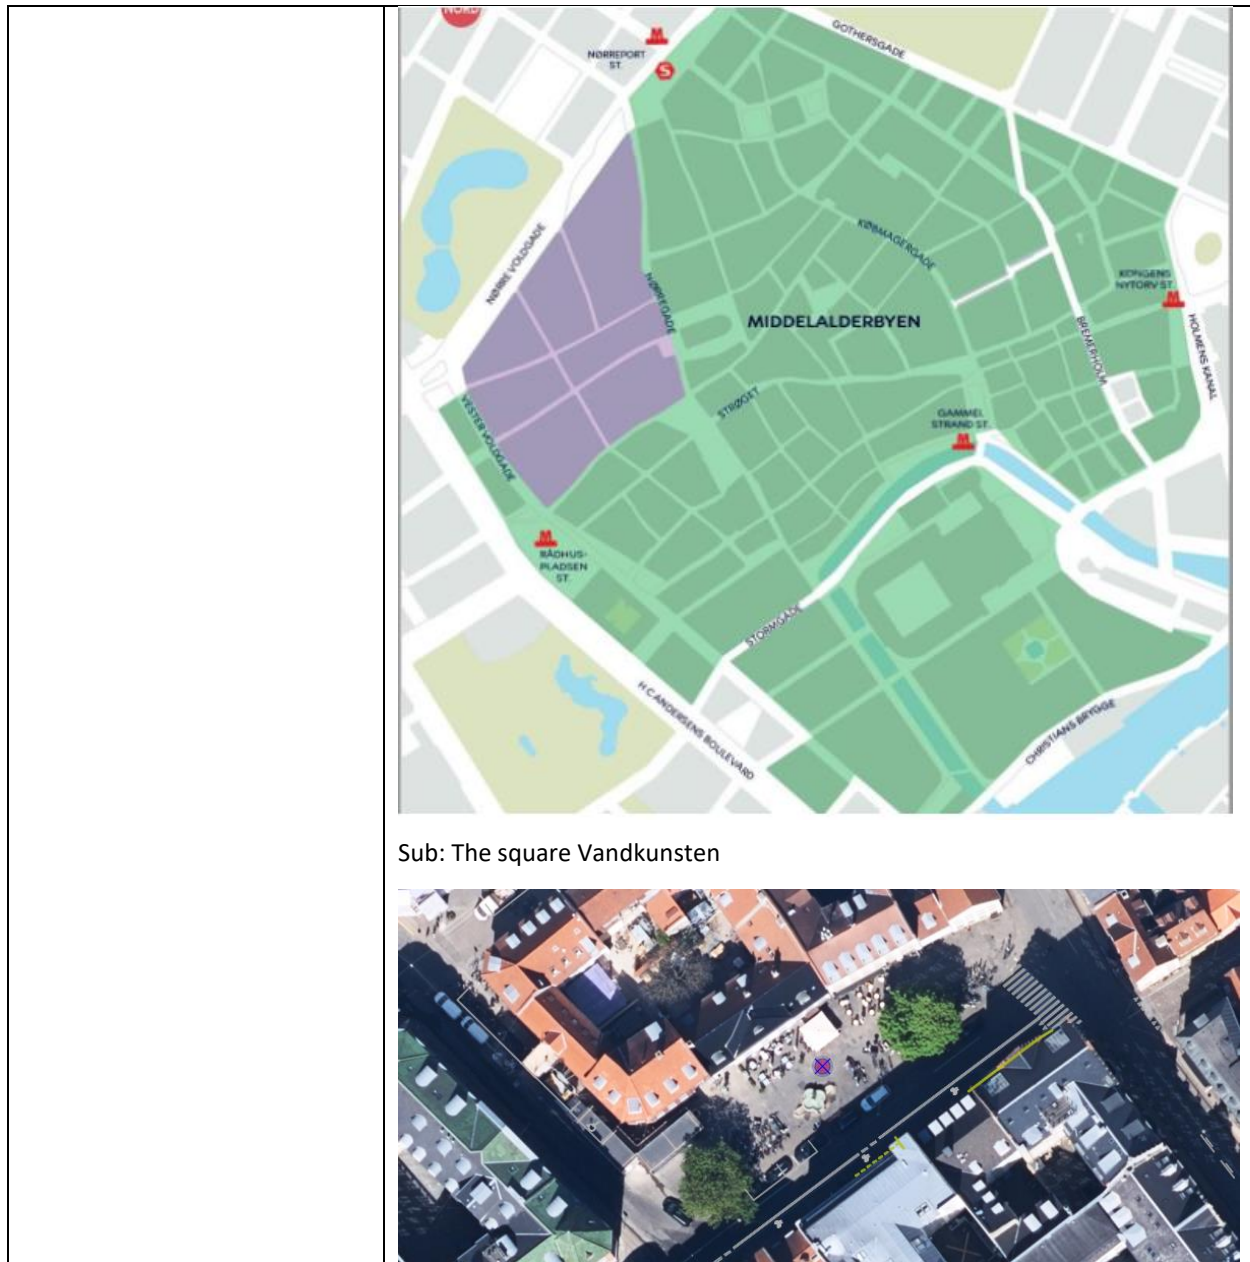 NORD
NØRREPORT
ST.
M
S
GOTHERSGADE
KØBMAGERGADE
NØRRE VOLDGADE
NØRREGADE
KONGENS
NYTORV ST.
M
MIDDELALDERBYEN
BREMERHOLM
HOLMENS KANAL
STRØGET
VESTER VOLDGADE
GAMMEL
STRAND ST.
M
M
RÅDHUS-
PLADSEN
ST.
STORMGADE
H C ANDERSENS BOULEVARD
CHRISTIANS BRYGGE
Sub: The square Vandkunsten